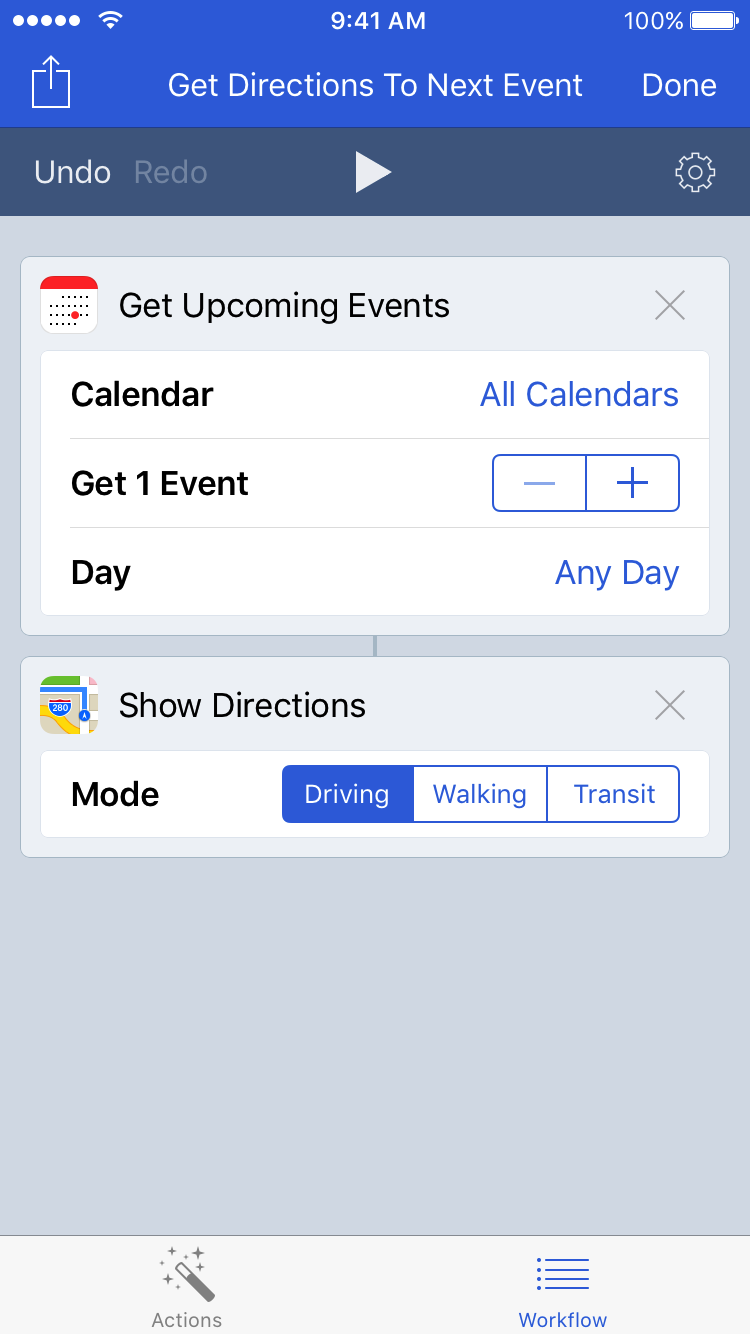 9:41 AM 100%
Get Directions To Next Event Done
Undo Redo
Get Upcoming Events
Calendar All Calendars
Get 1 Event
Day Any Day
280
Show Directions
Mode Driving Walking Transit
Actions Workflow